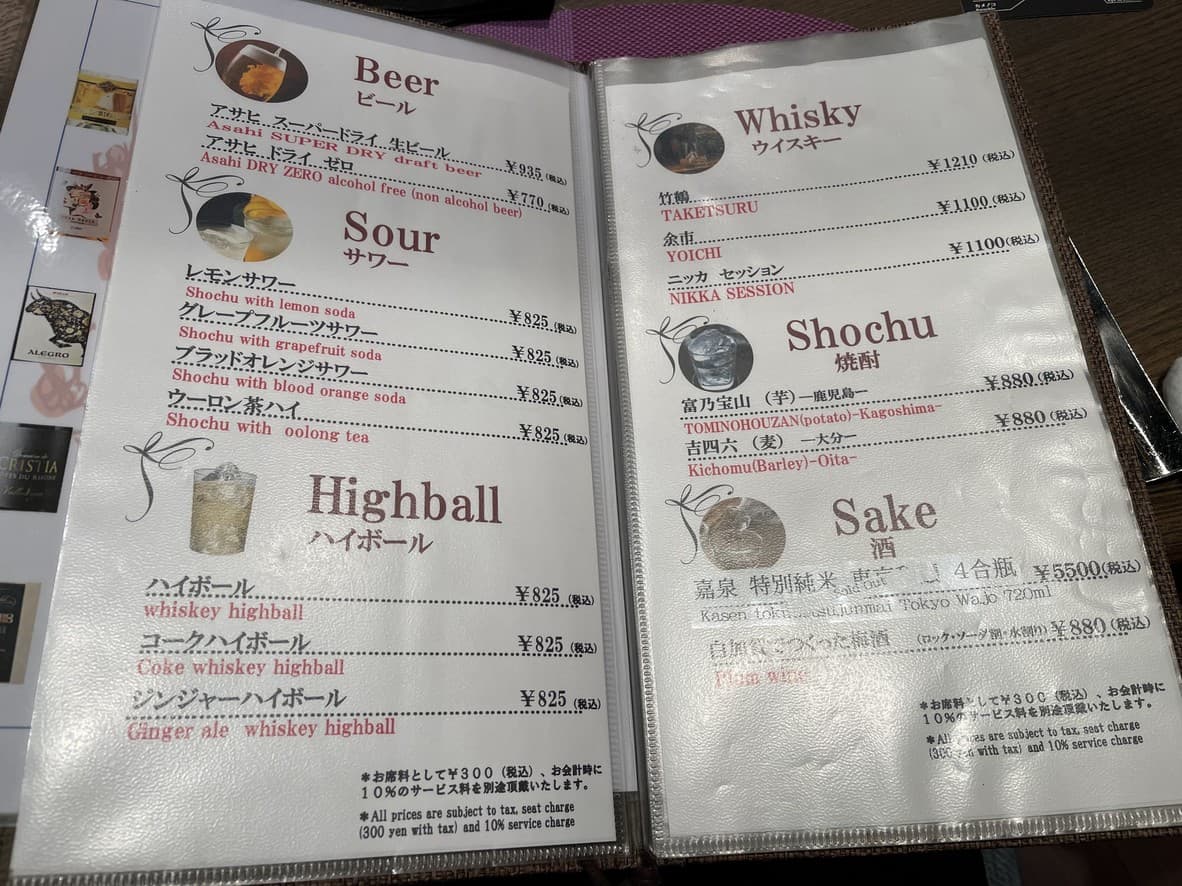 ALEGRO
CRISTIA
Beer
ビール
アサヒ スーパードライ 生ビール
Asahi SUPER DRY draft beer ¥935(税込)
アサヒ ドライ ゼロ
Asahi DRY ZERO alcohol free (non alcohol beer) ¥770(税込)
Sour
サワー
レモンサワー
Shochu with lemon soda ¥825(税込)
グレープフルーツサワー
Shochu with grapefruit soda ¥825(税込)
ブラッドオレンジサワー
Shochu with blood orange soda ¥825(税込)
ウーロン茶ハイ
Shochu with oolong tea ¥825(税込)
Highball
ハイボール
ハイボール ¥825(税込)
whiskey highball
コークハイボール ¥825(税込)
Coke whiskey highball
ジンジャーハイボール ¥825(税込)
Ginger ale whiskey highball
*お席料として¥300(税込)、お会計時に
10%のサービス料を別途頂戴いたします。
*All prices are subject to tax, seat charge
(300 yen with tax) and 10% service charge
Whisky
ウイスキー
竹鶴 ¥1210(税込)
TAKETSURU
余市 ¥1100(税込)
YOICHI
ニッカ セッション ¥1100(税込)
NIKKA SESSION
Shochu
焼酎
富乃宝山 (芋)―鹿児島― ¥880(税込)
TOMINOHOUZAN(potato)-Kagoshima-
吉四六 (麦) ―大分― ¥880(税込)
Kichomu(Barley)-Oita-
Sake
酒
嘉泉 特別純米 東京 4合瓶 ¥5500(税込)
Sold Out
Kasen junmai Tokyo Wajo 720ml
自加賀でつくった梅酒 (ロック・ソーダ割・水割り) ¥880(税込)
Plum wine
*お席料として¥300(税込)、お会計時に
10%のサービス料を別途頂戴いたします。
*All prices are subject to tax, seat charge
(300 yen with tax) and 10% service charge